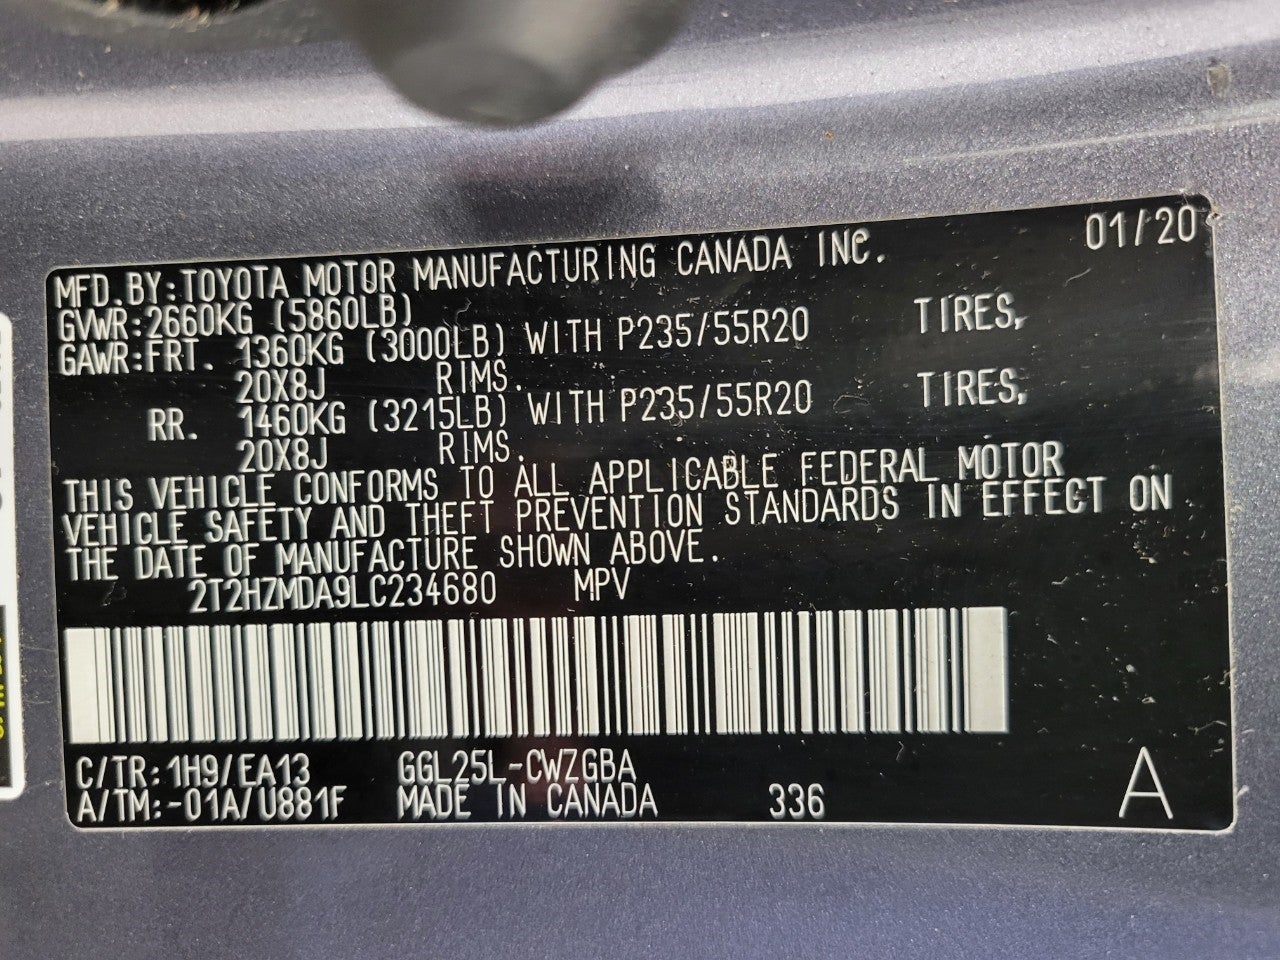 01/20
MFD.BY:TOYOTA MOTOR MANUFACTURING CANADA INC.
GVWR:2660KG (5860LB)
GAWR:FRT. 1360KG (3000LB) WITH P235/55R20 TIRES,
20X8J RIMS.
RR. 1460KG (3215LB) WITH P235/55R20 TIRES,
20X8J RIMS.
THIS VEHICLE CONFORMS TO ALL APPLICABLE FEDERAL MOTOR
VEHICLE SAFETY AND THEFT PREVENTION STANDARDS IN EFFECT ON
THE DATE OF MANUFACTURE SHOWN ABOVE.
2T2HZMDA9LC234680 MPV
C/TR:1H9/EA13 GGL25L-CWZGBA
A/TM:-01A/U881F MADE IN CANADA 336 A